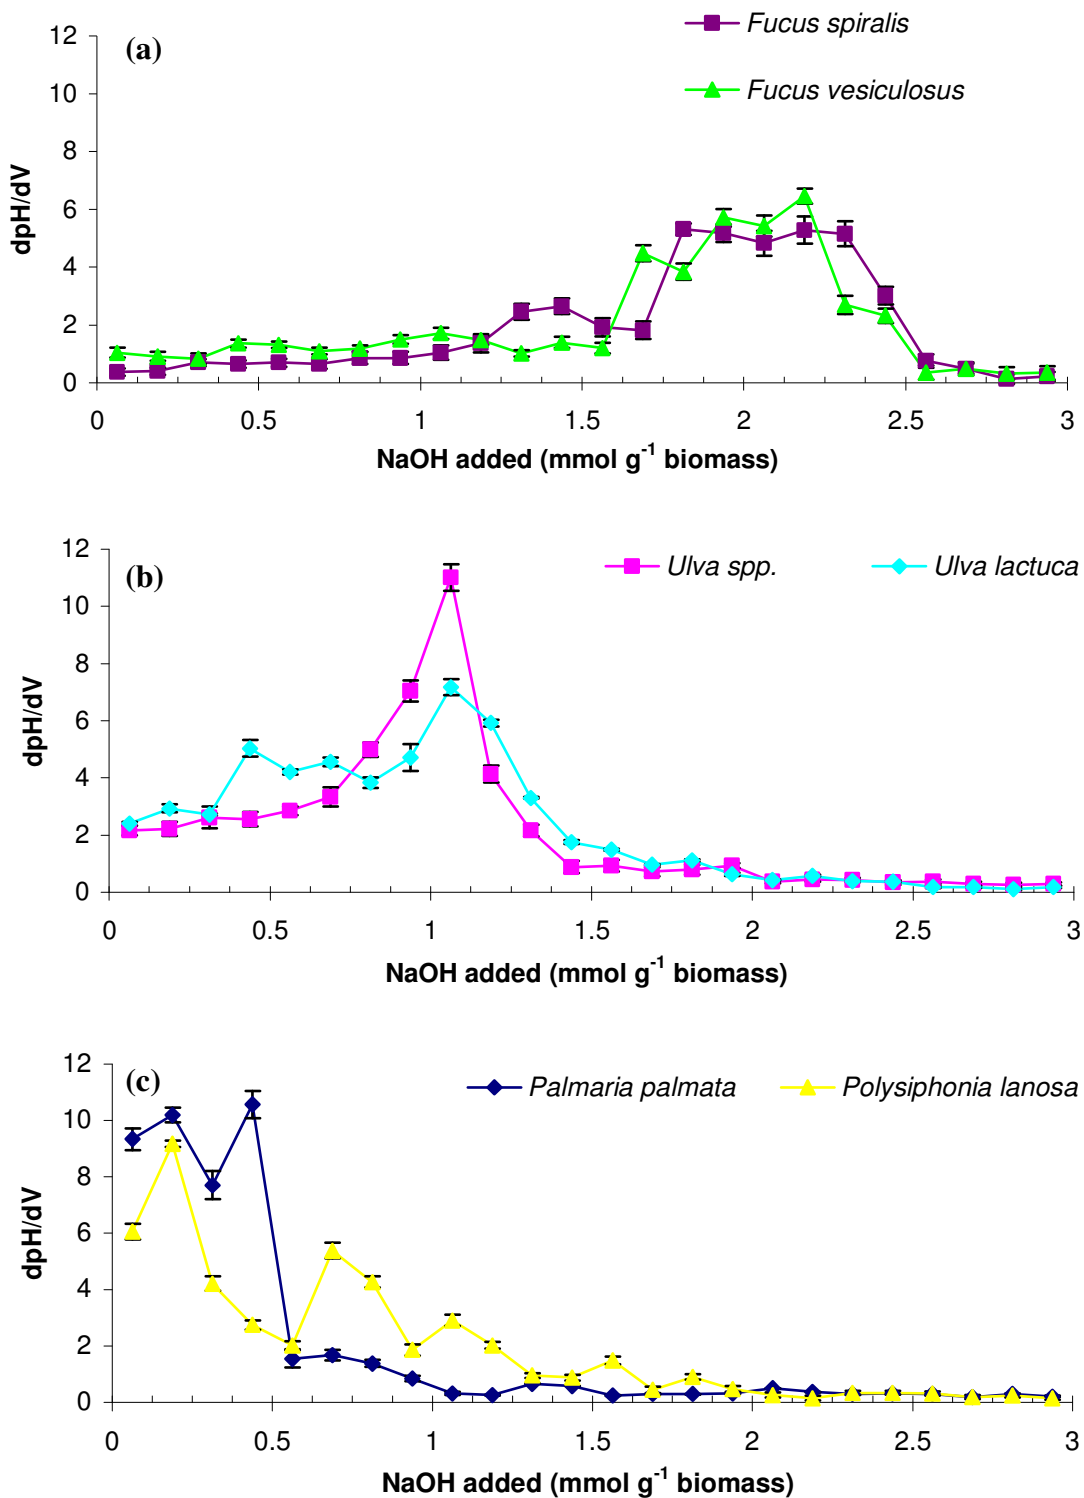 (a)
Fucus spiralis
Fucus vesiculosus
dpH/dV
12
10
8
6
4
2
0
0 0.5 1 1.5 2 2.5 3
NaOH added (mmol g-1 biomass)
(b)
Ulva spp. Ulva lactuca
dpH/dV
12
10
8
6
4
2
0
0 0.5 1 1.5 2 2.5 3
NaOH added (mmol g-1 biomass)
(c)
Palmaria palmata Polysiphonia lanosa
dpH/dV
12
10
8
6
4
2
0
0 0.5 1 1.5 2 2.5 3
NaOH added (mmol g-1 biomass)